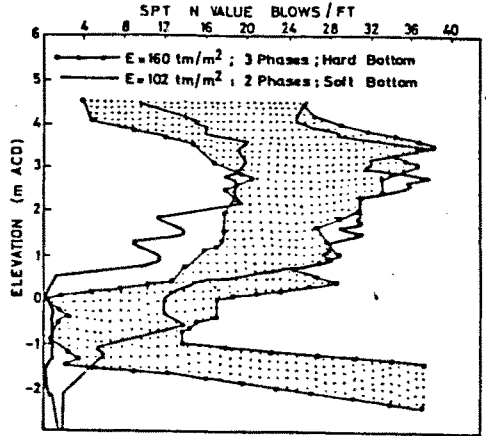 SPT N VALUE BLOWS/FT
4 8 12 16 20 24 28 32 36 40
6
5
E=160 tm/m² ; 3 Phases ; Hard Bottom
E=102 tm/m² ; 2 Phases ; Soft Bottom
4
3
2
1
0
-1
-2
ELEVATION (m ACD)